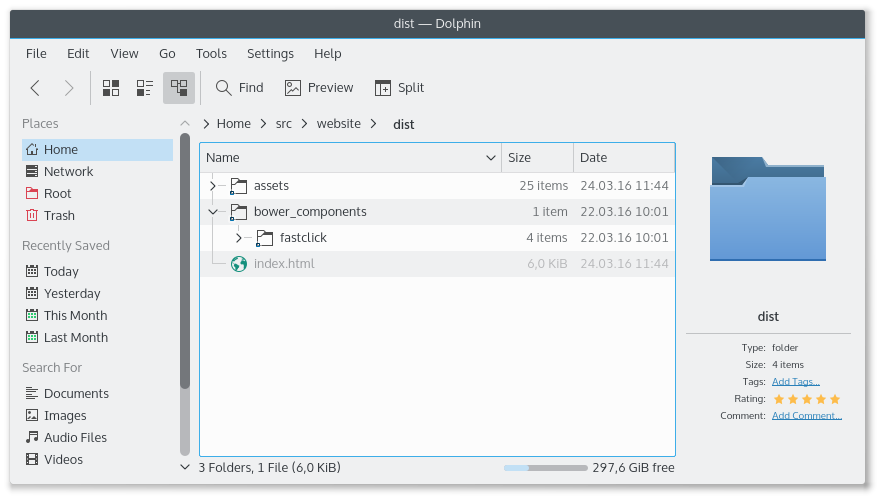 dist — Dolphin
File Edit View Go Tools Settings Help
Find Preview Split
Places
Home
Network
Root
Trash
Recently Saved
Today
Yesterday
This Month
Last Month
Search For
Documents
Images
Audio Files
Videos
Home src website dist
Name Size Date
assets 25 items 24.03.16 11:44
bower_components 1 item 22.03.16 10:01
fastclick 4 items 22.03.16 10:01
index.html 6,0 KiB 24.03.16 11:44
3 Folders, 1 File (6,0 KiB) 297,6 GiB free
dist
Type: folder
Size: 4 items
Tags: Add Tags...
Rating:
Comment: Add Comment...